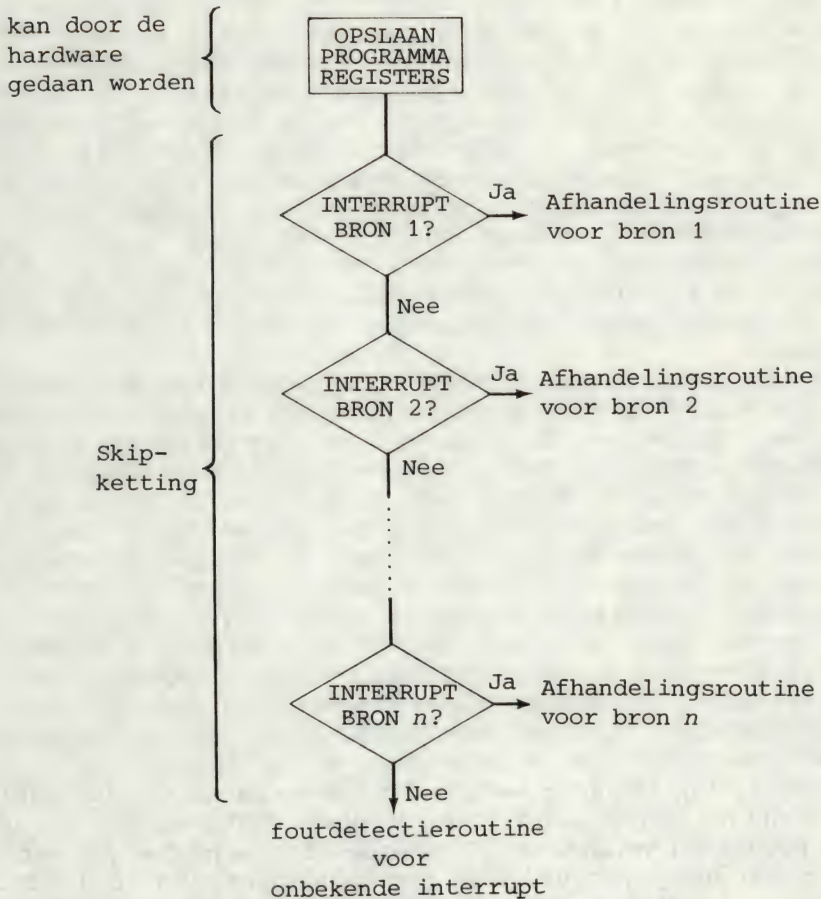 kan door de
hardware
gedaan worden
OPSLAAN
PROGRAMMA
REGISTERS
INTERRUPT
BRON 1?
Ja
Afhandelingsroutine
voor bron 1
Nee
INTERRUPT
BRON 2?
Ja
Afhandelingsroutine
voor bron 2
Nee
Skip-
ketting
INTERRUPT
BRON n?
Ja
Afhandelingsroutine
voor bron n
Nee
foutdetectieroutine
voor
onbekende interrupt